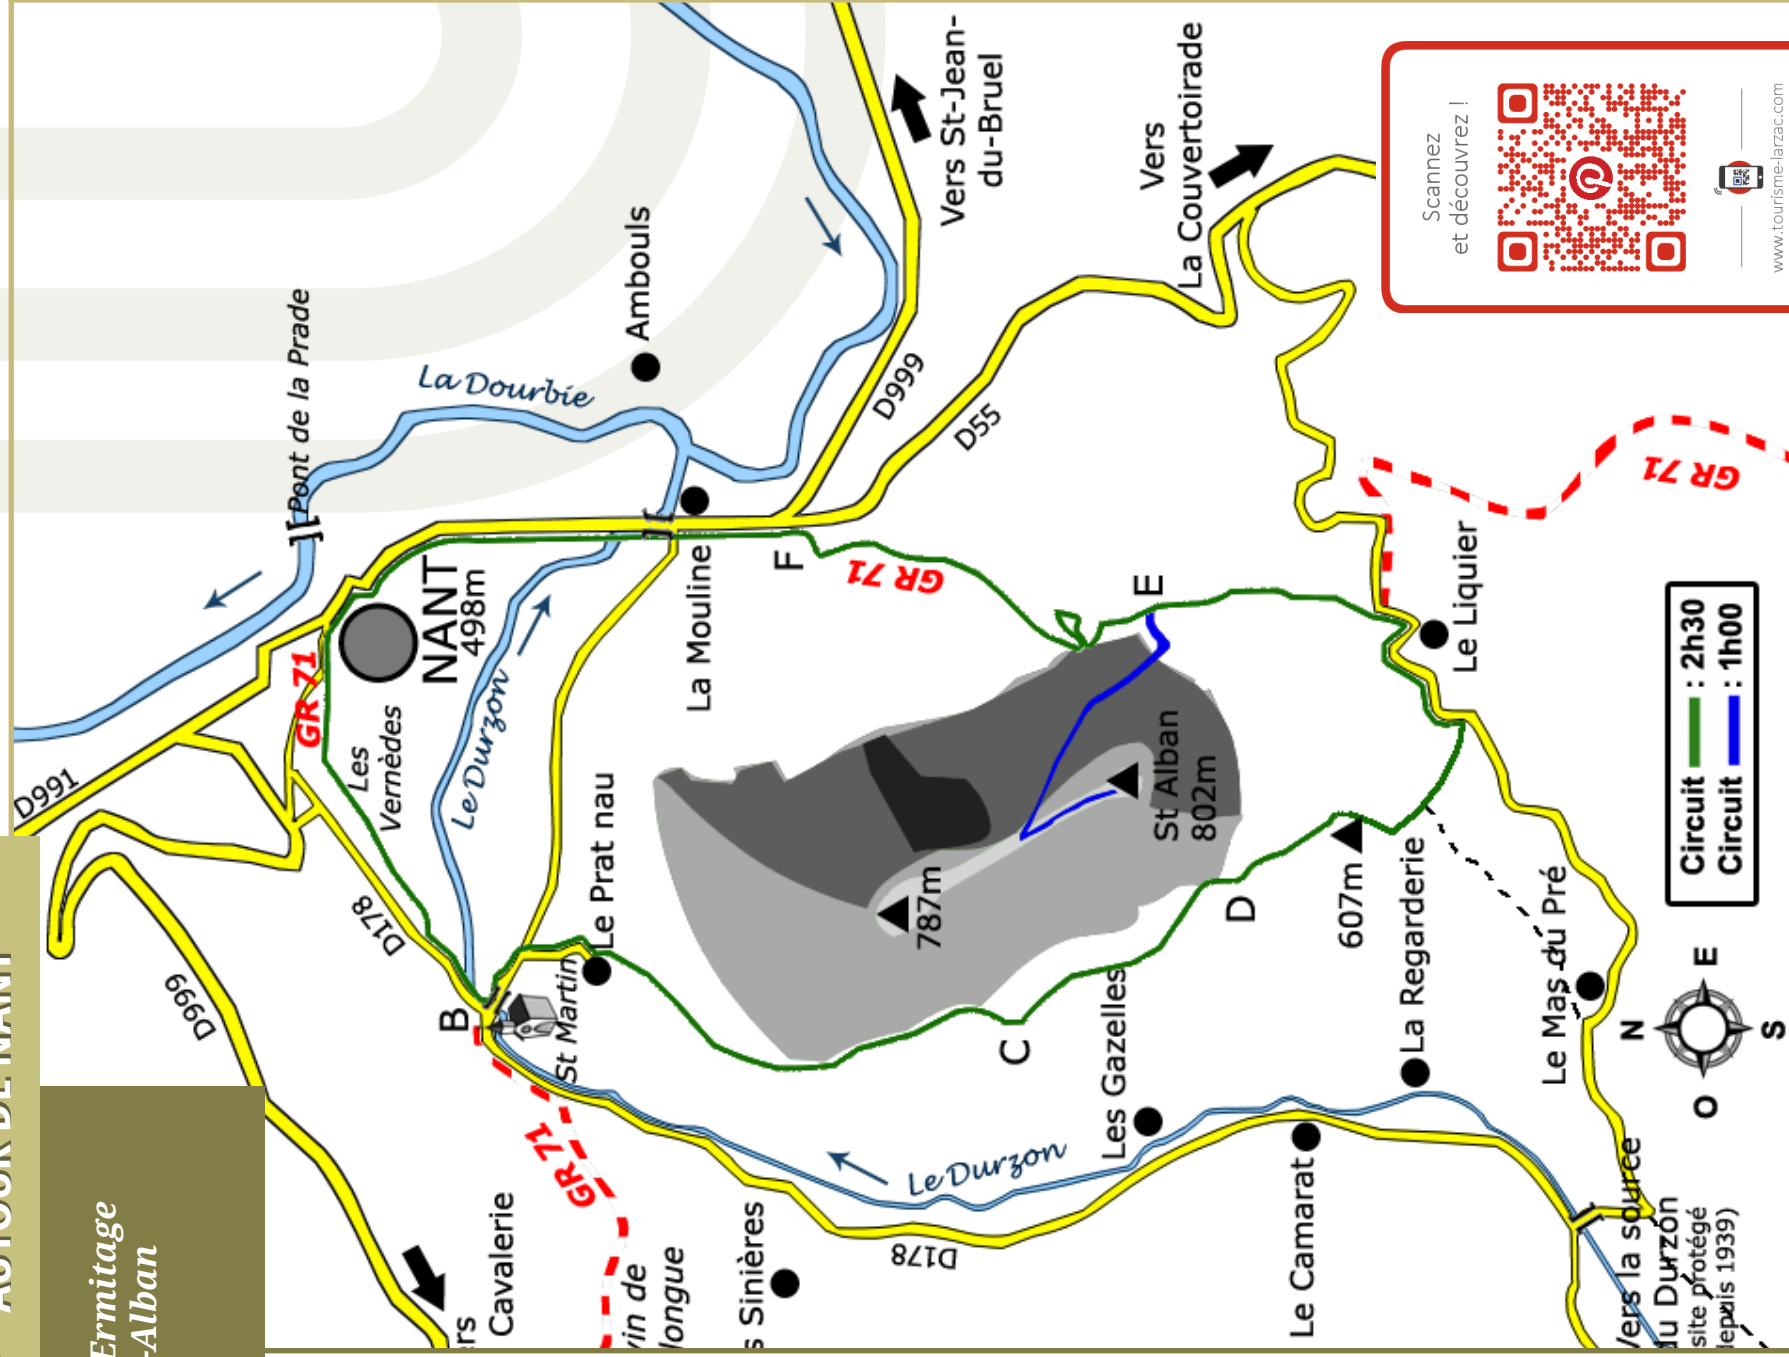 AUTOUR DE NANT
Ermitage
-Alban
D991
D999
Pont de la Prade
La Dourbie
Ambouls
Vers St-Jean-
du-Bruel
Vers
La Couvertoirade
D999
D55
GR 71
NANT
498m
Les
Vernèdes
Le Durzon
La Mouline
F
GR 71
E
GR 71
Le Liquier
D178
B
St Martin
Le Prat nau
787m
St Alban
802m
C
D
607m
La Regarderie
Le Mas du Pré
Les Gazelles
Le Durzon
GR 71
Cavalerie
Sinières
D178
Le Camarat
Vers la source
du Durzon
site protégé
depuis 1939)
Circuit : 2h30
Circuit : 1h00
N
E
S
O
Scannez
et découvrez !
www.tourisme-larzac.com